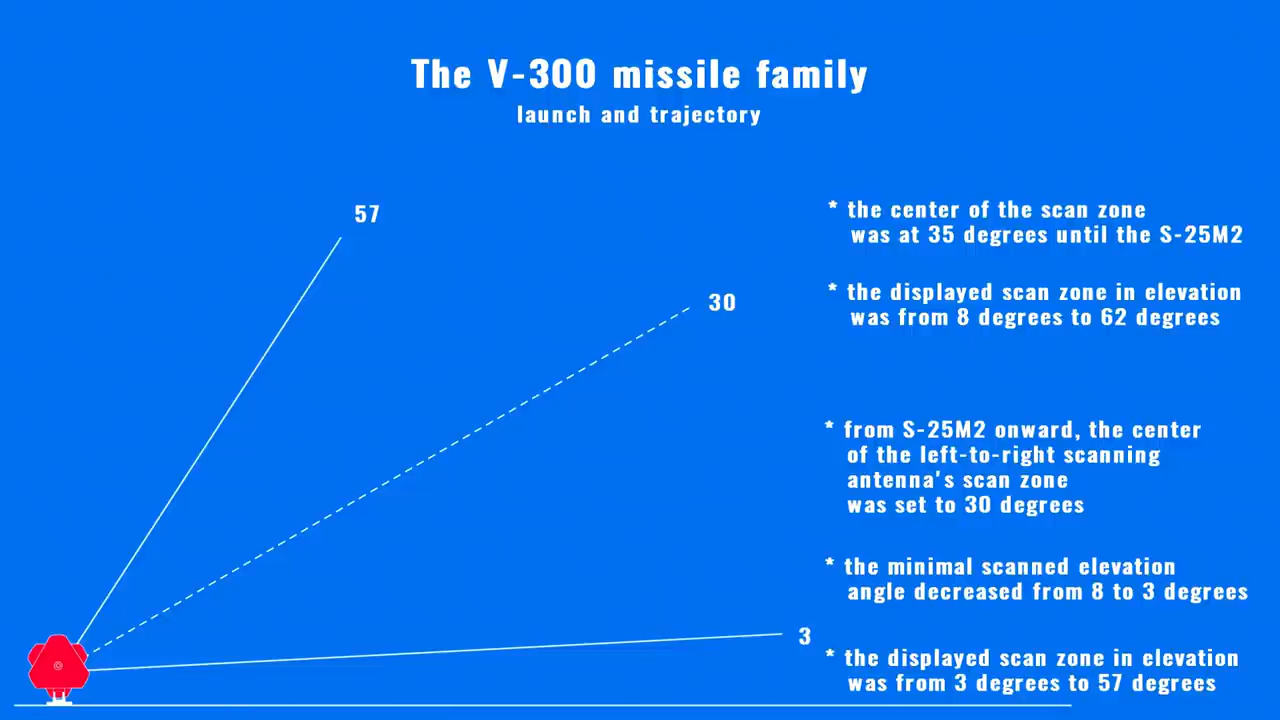 The V-300 missile family
launch and trajectory
57
30
3
* the center of the scan zone
was at 35 degrees until the S-25M2
* the displayed scan zone in elevation
was from 8 degrees to 62 degrees
* from S-25M2 onward, the center
of the left-to-right scanning
antenna's scan zone
was set to 30 degrees
* the minimal scanned elevation
angle decreased from 8 to 3 degrees
* the displayed scan zone in elevation
was from 3 degrees to 57 degrees